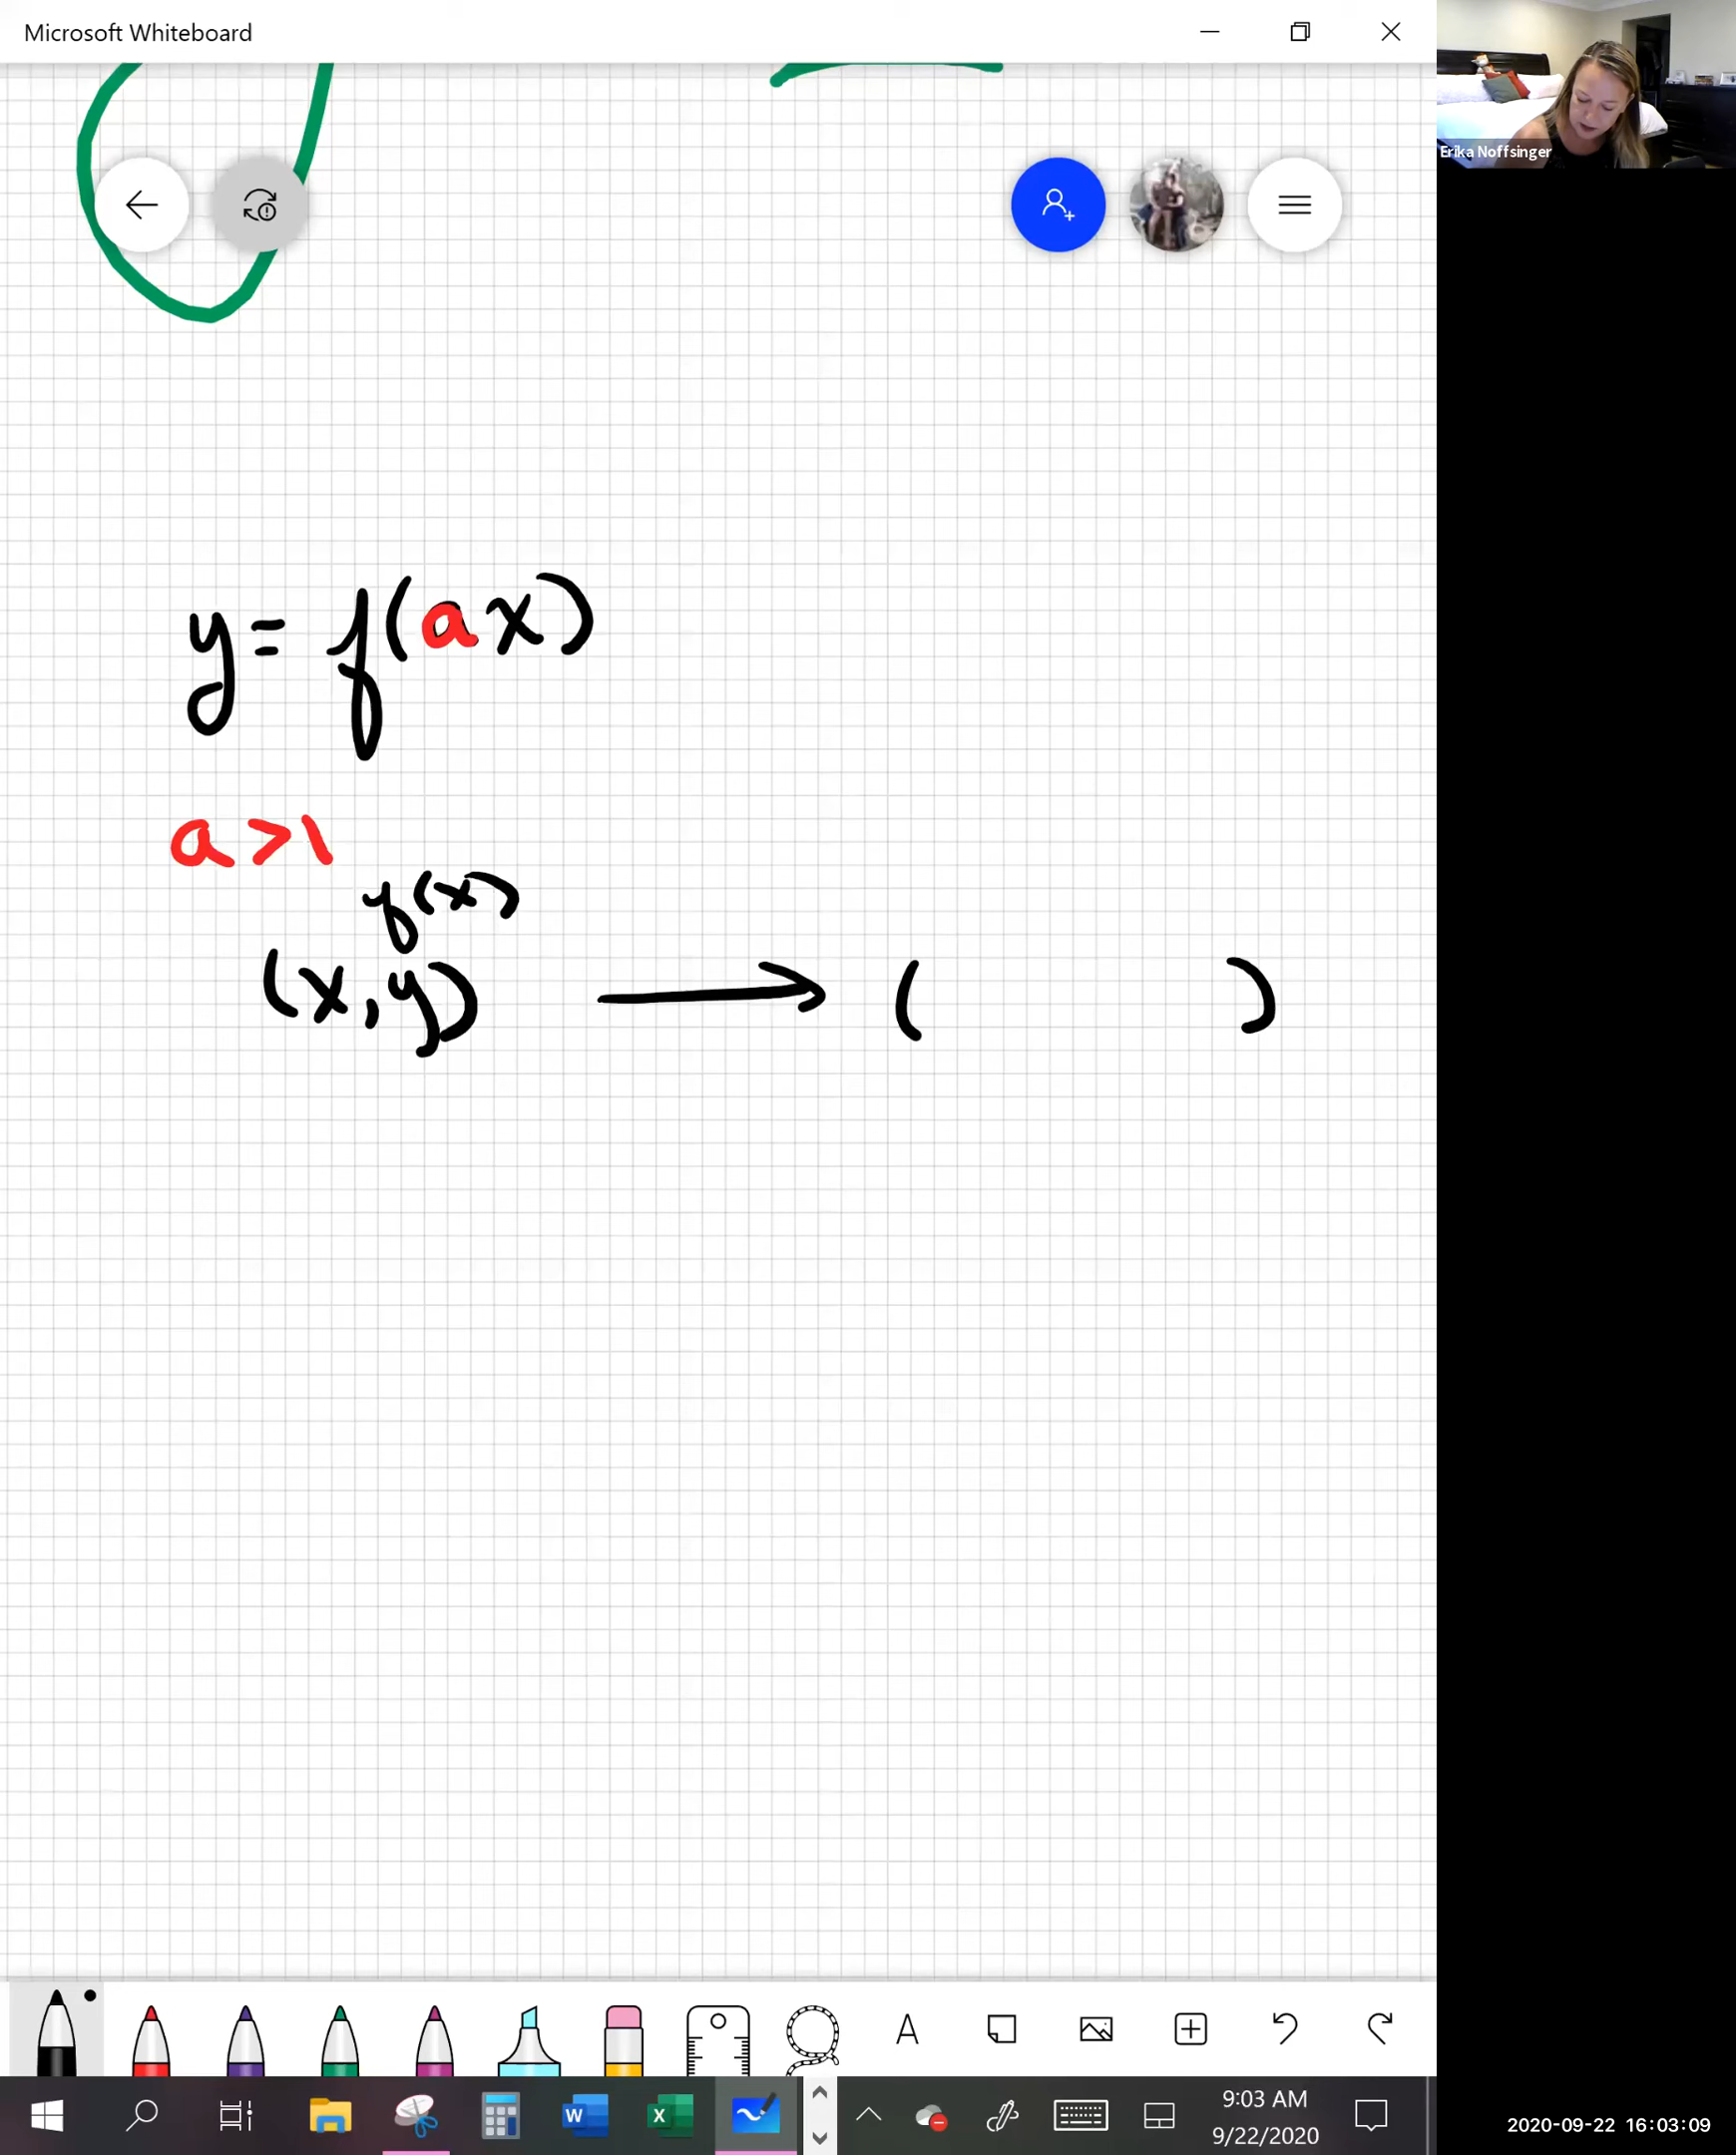 Microsoft Whiteboard
Erika Noffsinger
y = f(ax)
a > 1
f(x)
(x, y) → ( )
A
W
X
9:03 AM
9/22/2020
2020-09-22 16:03:09